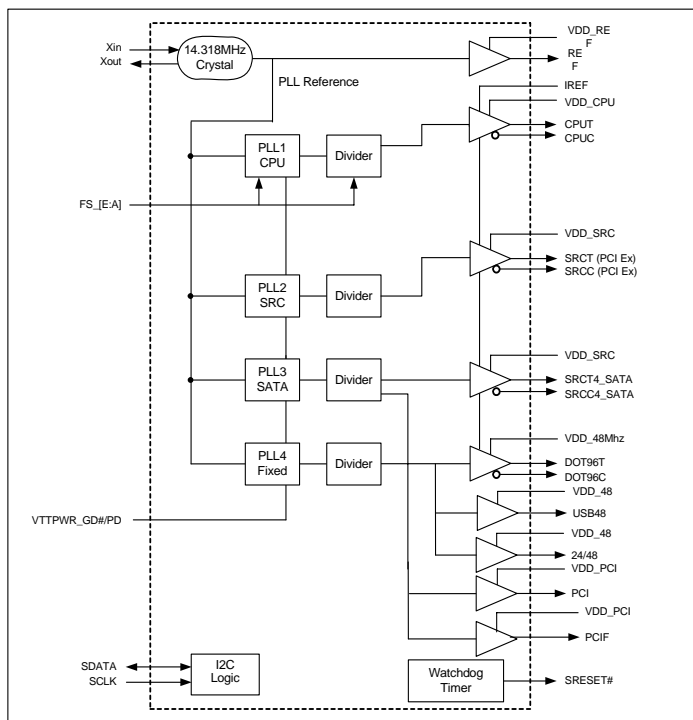 Xin
Xout
14.318MHz
Crystal
PLL Reference
VDD_RE
F
RE
F
IREF
VDD_CPU
CPUT
CPUC
PLL1
CPU
Divider
FS_[E:A]
VDD_SRC
SRCT (PCI Ex)
SRCC (PCI Ex)
PLL2
SRC
Divider
VDD_SRC
SRCT4_SATA
SRCC4_SATA
PLL3
SATA
Divider
VDD_48Mhz
DOT96T
DOT96C
PLL4
Fixed
Divider
VDD_48
USB48
VTTPWR_GD#/PD
VDD_48
24/48
VDD_PCI
PCI
VDD_PCI
PCIF
SDATA
SCLK
I2C
Logic
Watchdog
Timer
SRESET#